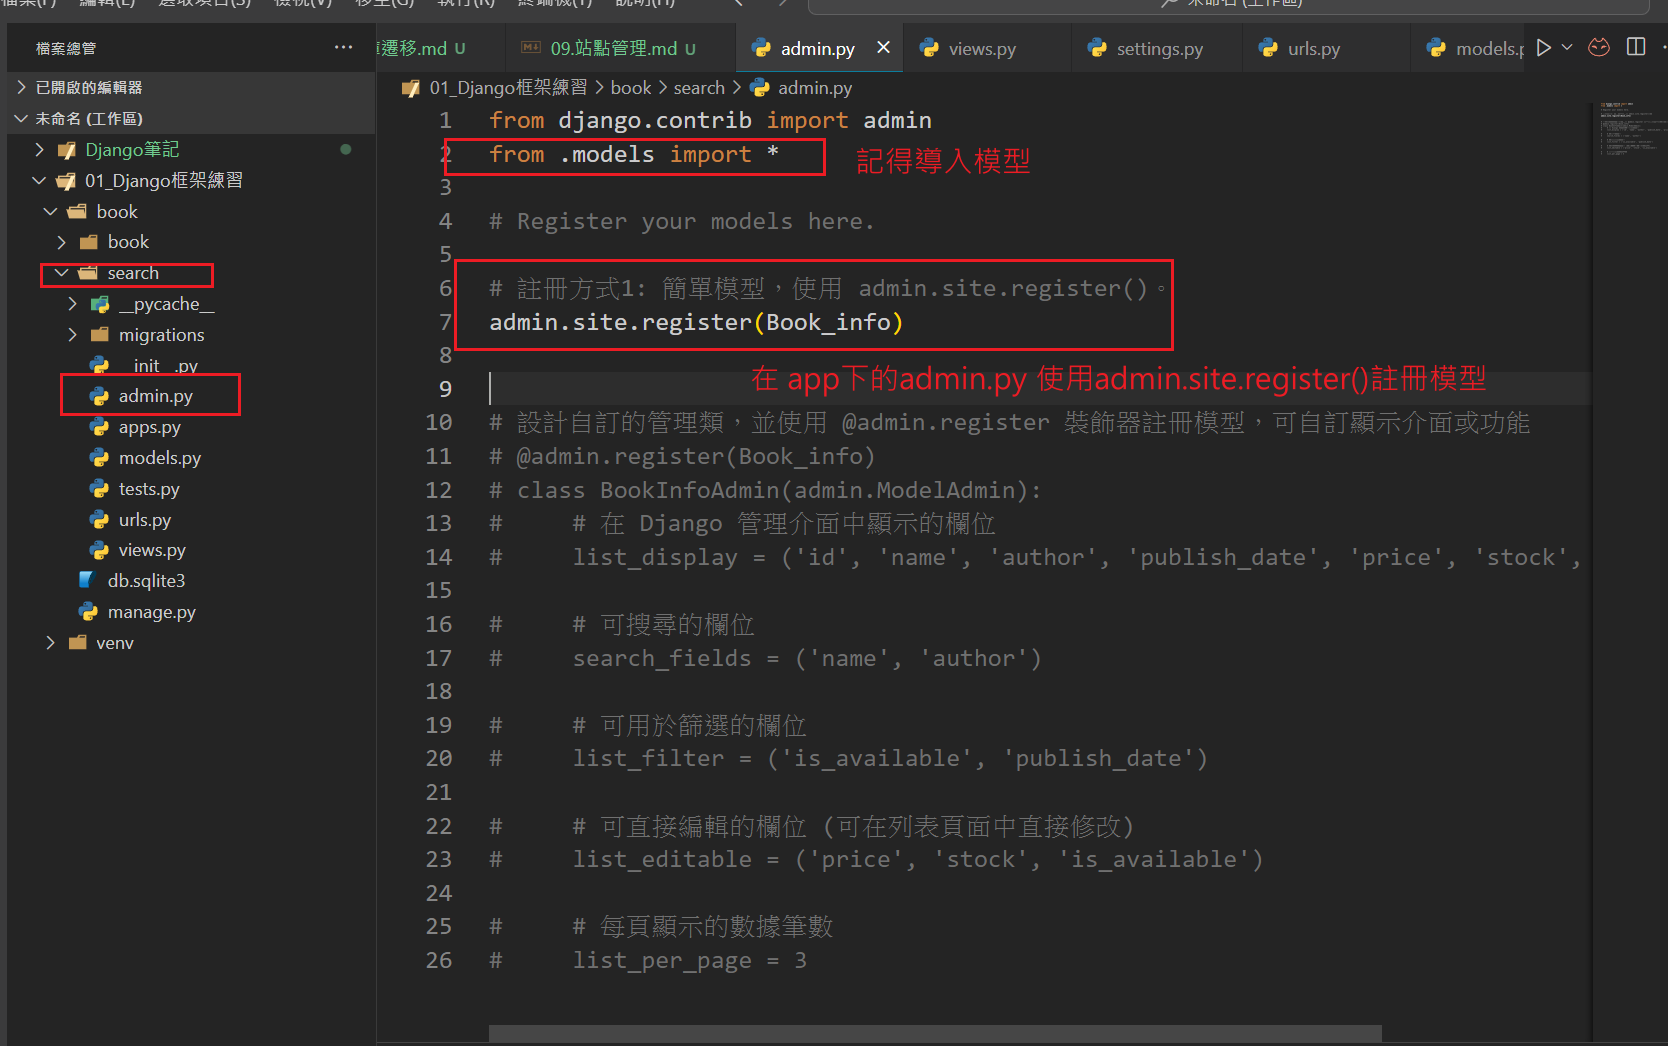 檔案(F) 編輯(E) 選取項目(S) 檢視(V) 移至(G) 執行(R) 終端機(T) 說明(H) 未命名 (工作區)
檔案總管
遷移.md U
09.站點管理.md U
admin.py
views.py
settings.py
urls.py
models.p
已開啟的編輯器
未命名 (工作區)
Django筆記
01_Django框架練習
book
book
search
__pycache__
migrations
__init__.py
admin.py
apps.py
models.py
tests.py
urls.py
views.py
db.sqlite3
manage.py
venv
01_Django框架練習 > book > search > admin.py
1 from django.contrib import admin
2 from .models import *
記得導入模型
3
4 # Register your models here.
5
6 # 註冊方式1: 簡單模型，使用 admin.site.register()。
7 admin.site.register(Book_info)
8
在 app下的admin.py 使用admin.site.register()註冊模型
9
10 # 設計自訂的管理類，並使用 @admin.register 裝飾器註冊模型，可自訂顯示介面或功能
11 # @admin.register(Book_info)
12 # class BookInfoAdmin(admin.ModelAdmin):
13 #     # 在 Django 管理介面中顯示的欄位
14 #     list_display = ('id', 'name', 'author', 'publish_date', 'price', 'stock',
15
16 #     # 可搜尋的欄位
17 #     search_fields = ('name', 'author')
18
19 #     # 可用於篩選的欄位
20 #     list_filter = ('is_available', 'publish_date')
21
22 #     # 可直接編輯的欄位 (可在列表頁面中直接修改)
23 #     list_editable = ('price', 'stock', 'is_available')
24
25 #     # 每頁顯示的數據筆數
26 #     list_per_page = 3